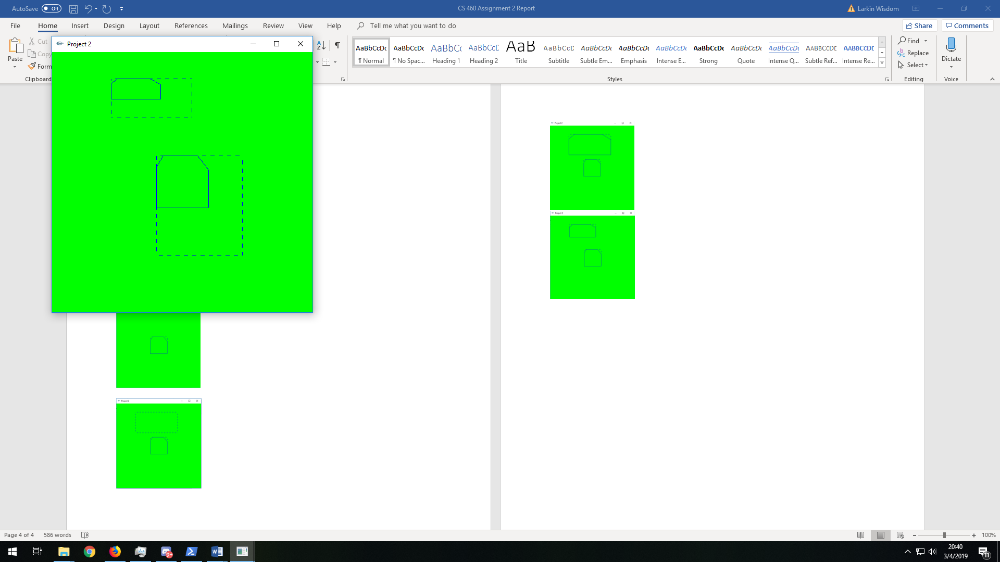 AutoSave Off
CS 460 Assignment 2 Report
Larkin Wisdom
File Home Insert Design Layout References Mailings Review View Help Tell me what you want to do
Share Comments
Paste
Cut
Copy
Form
Clipboard
Project 2
AaBbCcDc AaBbCcDc AaBbCc AaBbCcD AaB AaBbCcD AaBbCcDc AaBbCcDc AaBbCcDc AaBbCcDc AaBbCcDc AaBbCcDc AABBCCDD AABBCCDD
¶ Normal ¶ No Spac... Heading 1 Heading 2 Title Subtitle Subtle Em... Emphasis Intense E... Strong Quote Intense Q... Subtle Ref... Intense Re...
Styles
Find
Replace
Select
Editing
Dictate
Voice
Project 2
Project 2
Project 2
Page 4 of 4 586 words
100%
9+
20:40
3/4/2019
11